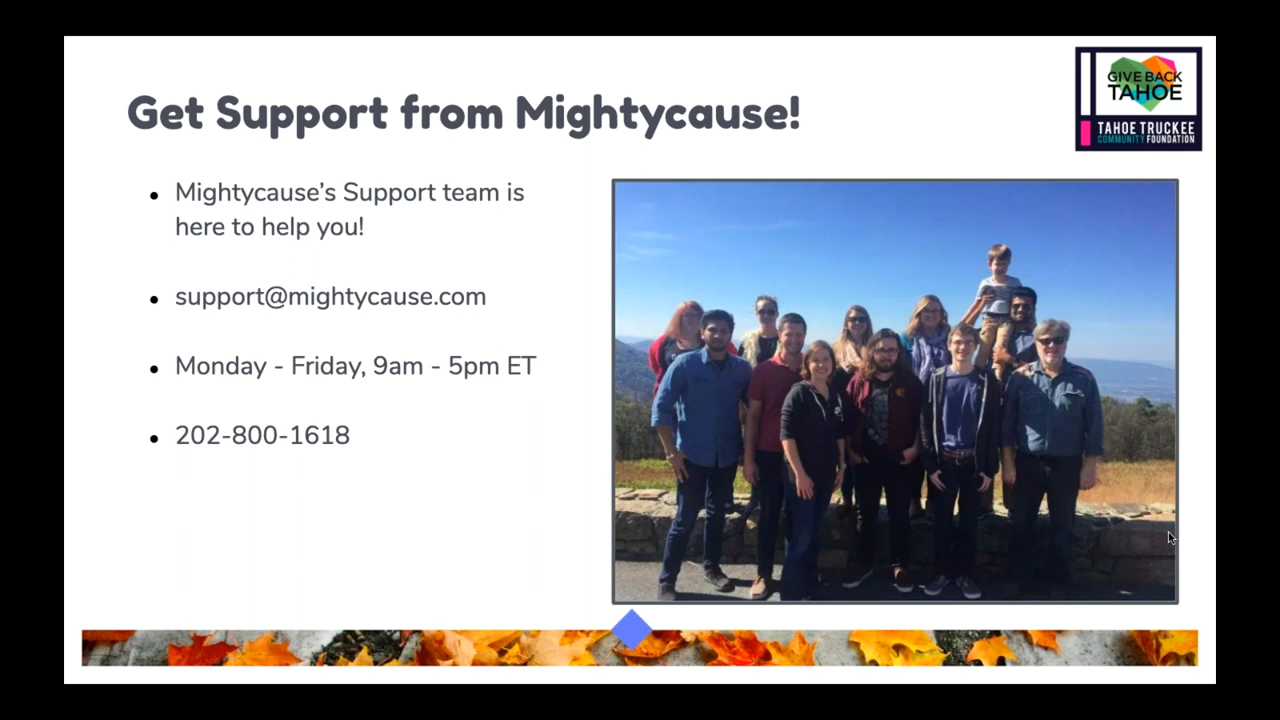 Get Support from Mightycause!
GIVE BACK
TAHOE
TAHOE TRUCKEE
COMMUNITY FOUNDATION
• Mightycause’s Support team is
here to help you!
• support@mightycause.com
• Monday - Friday, 9am - 5pm ET
• 202-800-1618